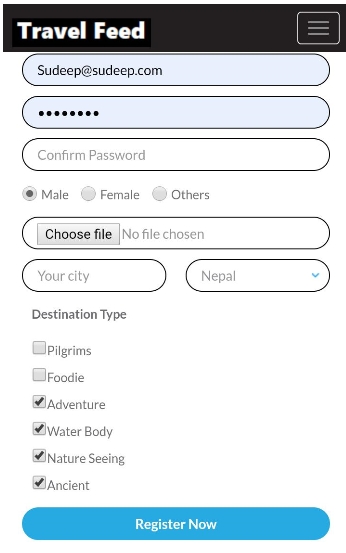 Travel Feed
Sudeep@sudeep.com
••••••••
Confirm Password
Male Female Others
Choose file No file chosen
Your city Nepal
Destination Type
Pilgrims
Foodie
Adventure
Water Body
Nature Seeing
Ancient
Register Now